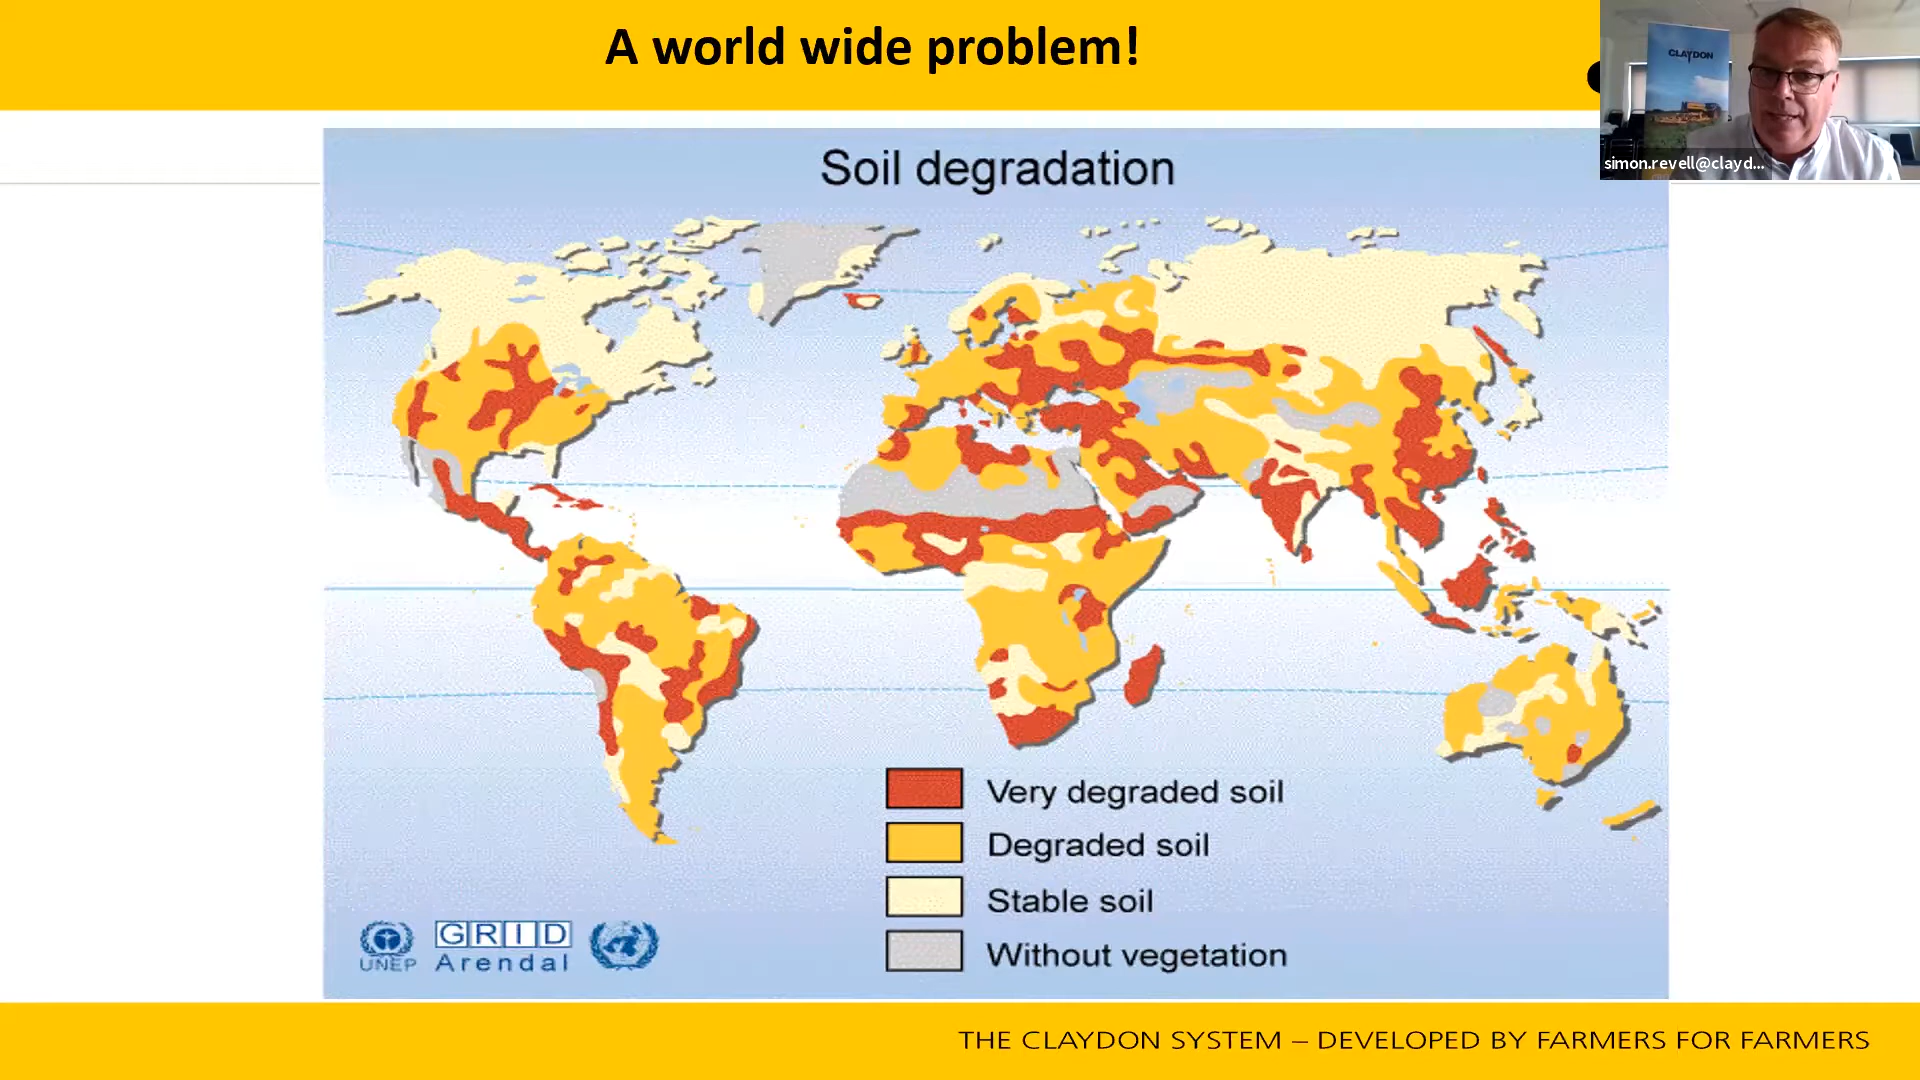 A world wide problem!
CLAYDON
simon.revell@clayd...
Soil degradation
Very degraded soil
Degraded soil
Stable soil
Without vegetation
UNEP
GRID
Arendal
THE CLAYDON SYSTEM – DEVELOPED BY FARMERS FOR FARMERS